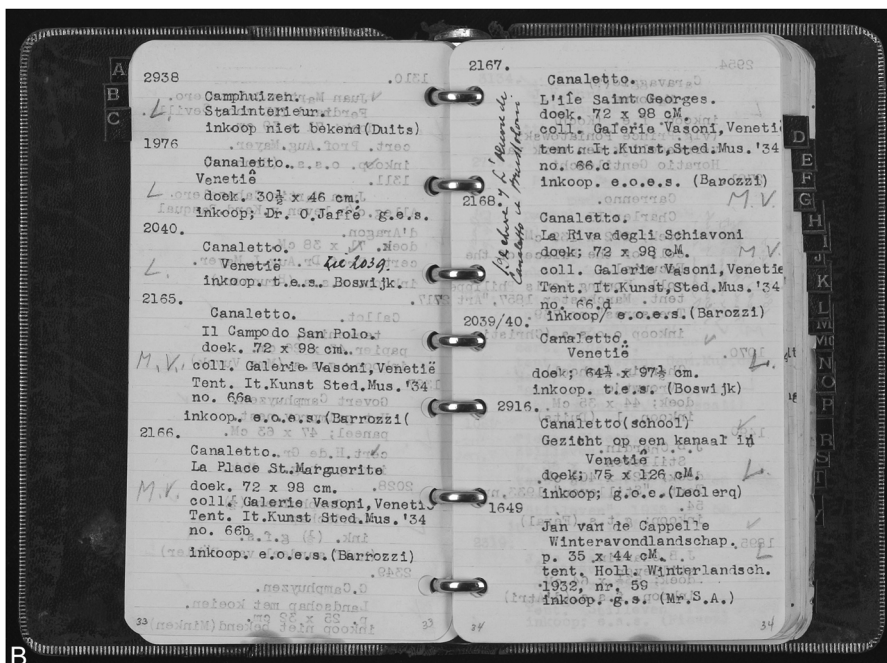 A
B
C
2938
Camphuizen.
L. Stalinterieur.
inkoop niet bekend(Duits)
1976
Canaletto.
Venetië
L doek. 30½ x 46 cm.
inkoop; Dr. O.Jaffé g.e.s.
2040.
Canaletto.
L. Venetië Zie 2039.
inkoop. t.e.s. Boswijk.
2165.
Canaletto.
Il Campodo San Polo.
doek. 72 x 98 cm.
M.V. coll. Galerie Vasoni,Venetië
Tent. It.Kunst Sted.Mus.'34
no. 66a
inkoop. e.o.e.s.(Barrozzi(
2166.
Canaletto.
La Place St.Marguerite
M.V. doek. 72 x 98 cm.
coll Galerie Vasoni, Veneti
Tent. It.Kunst Sted.Mus.'34
no. 66b
inkoop. e.o.e.s.(Barrozzi)
33
33
2167.
Canaletto.
L'ile Saint Georges.
doek. 72 x 98 cM. L
coll. Galerie Vasoni,Veneti
tent. It.Kunst,Sted.Mus.'34
no. 66.c
inkoop. e.o.e.s. (Barozzi)
M.V.
2168.
Canaletto.
La Riva degli Schiavoni
doek; 72 x 98 cM. M V.
coll. Galerie Vasoni,Venetie
Tent. It.Kunst,Sted.Mus.'34
no. 66.d
inkoop/ e.o.e.s.(Barozzi)
2039/40.
Canaletto.
Venetië L.
doek; 64½ x 97½ cm.
inkoop. t.e.s. (Boswijk)
2916.
Canaletto(school)
Gezicht op een kanaal in
Venetië
doek; 75 x 126 cM. L.
inkoop; g.o.e.(Leclerq)
1649
Jan van de Cappelle
Winteravondlandschap.
p. 35 x 44 cM. L
tent. Holl. Winterlandsch.
1932, nr. 59
inkoop. g.s. (Mr.S.A.)
34
34
D
E
F
G
H
I
J
K
L
M
MC
N
O
P
R
S
T
V
B